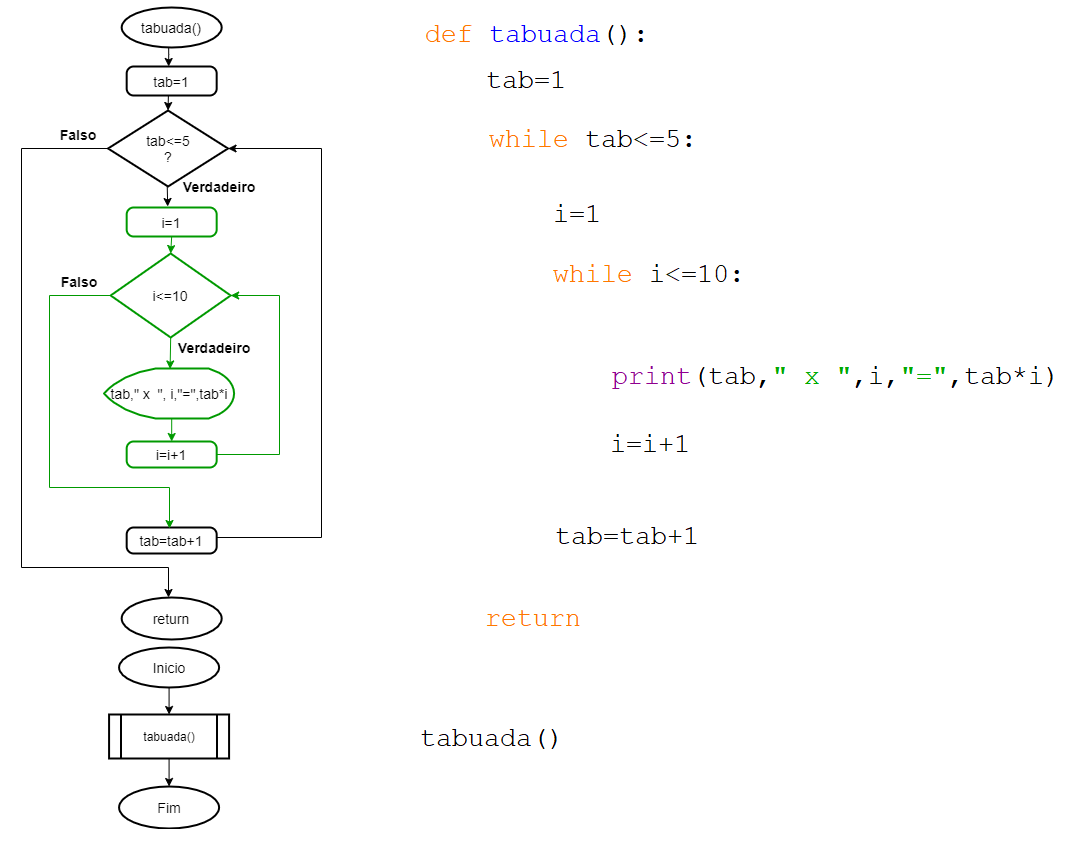 tabuada()
tab=1
tab<=5
?
Falso
Verdadeiro
i=1
i<=10
Falso
Verdadeiro
tab," x  ", i,"=",tab*i
i=i+1
tab=tab+1
return
Inicio
tabuada()
Fim
def tabuada():
tab=1
while tab<=5:
i=1
while i<=10:
print(tab," x ",i,"=",tab*i)
i=i+1
tab=tab+1
return
tabuada()